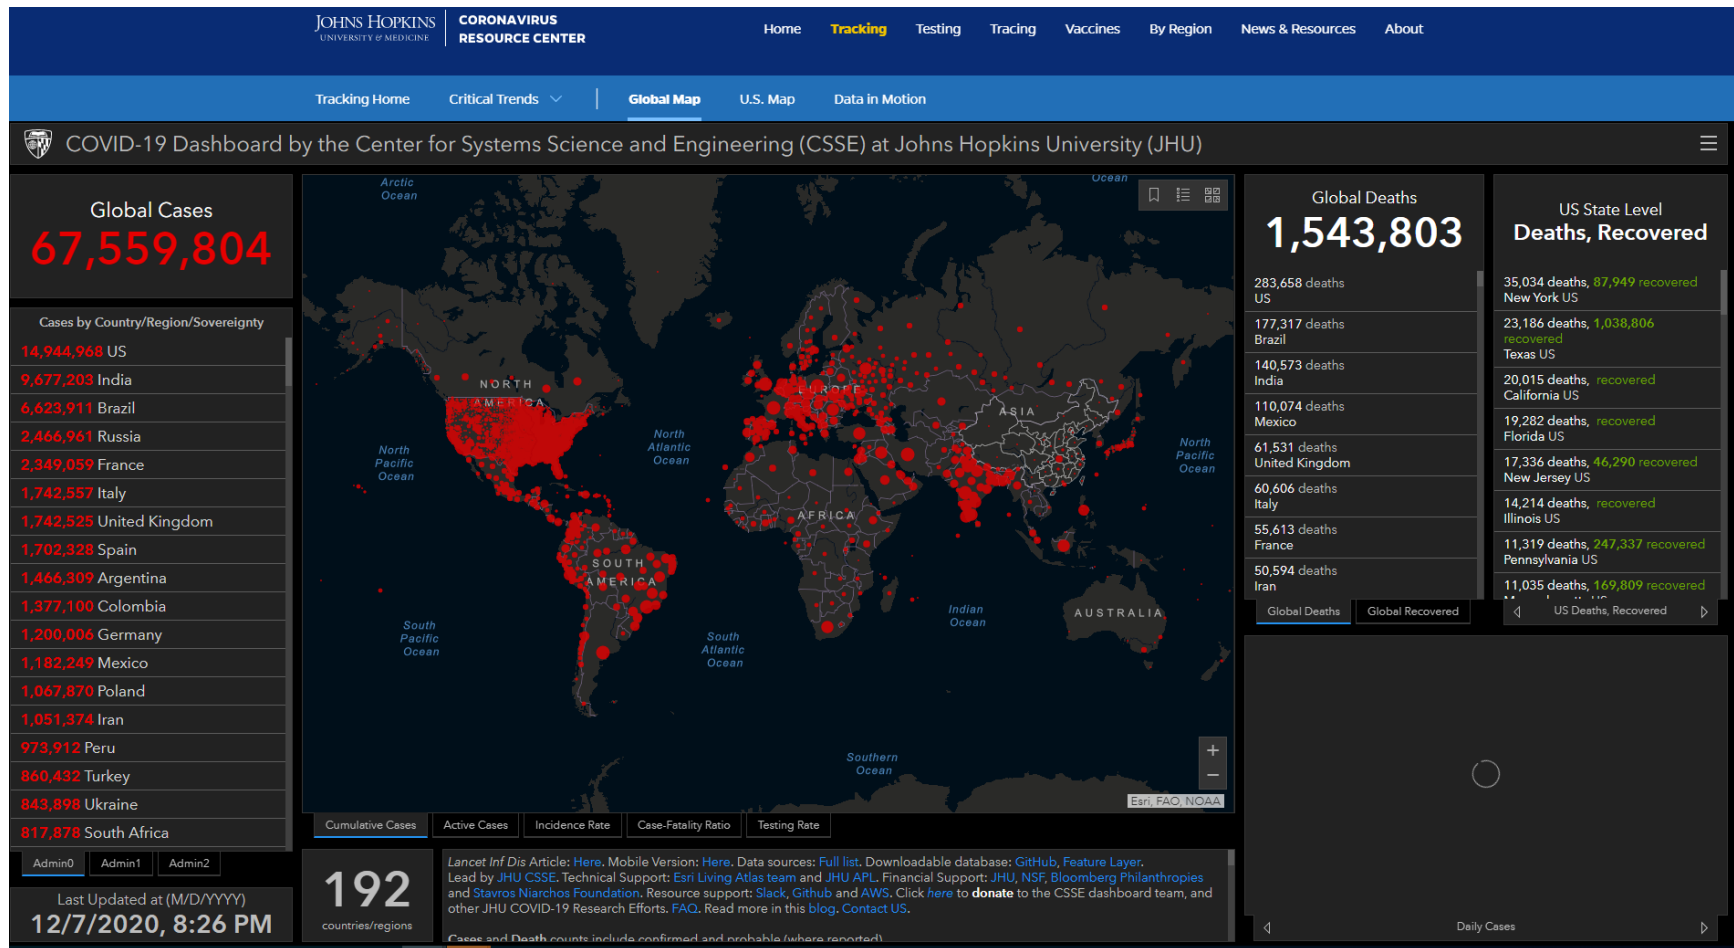 JOHNS HOPKINS
UNIVERSITY & MEDICINE
CORONAVIRUS
RESOURCE CENTER
Home Tracking Testing Tracing Vaccines By Region News & Resources About
Tracking Home Critical Trends Global Map U.S. Map Data in Motion
COVID-19 Dashboard by the Center for Systems Science and Engineering (CSSE) at Johns Hopkins University (JHU)
Global Cases
67,559,804
Cases by Country/Region/Sovereignty
14,944,968 US
9,677,203 India
6,623,911 Brazil
2,466,961 Russia
2,349,059 France
1,742,557 Italy
1,742,525 United Kingdom
1,702,328 Spain
1,466,309 Argentina
1,377,100 Colombia
1,200,006 Germany
1,182,249 Mexico
1,067,870 Poland
1,051,374 Iran
973,912 Peru
860,432 Turkey
843,898 Ukraine
817,878 South Africa
Admin0 Admin1 Admin2
Last Updated at (M/D/YYYY)
12/7/2020, 8:26 PM
Arctic
Ocean
Ocean
NORTH
AMERICA
EUROPE
ASIA
North
Pacific
Ocean
North
Atlantic
Ocean
North
Pacific
Ocean
AFRICA
SOUTH
AMERICA
Indian
Ocean
AUSTRALIA
South
Pacific
Ocean
South
Atlantic
Ocean
Southern
Ocean
+
−
Esri, FAO, NOAA
Cumulative Cases Active Cases Incidence Rate Case-Fatality Ratio Testing Rate
192
countries/regions
Lancet Inf Dis Article: Here. Mobile Version: Here. Data sources: Full list. Downloadable database: GitHub, Feature Layer.
Lead by JHU CSSE. Technical Support: Esri Living Atlas team and JHU APL. Financial Support: JHU, NSF, Bloomberg Philanthropies
and Stavros Niarchos Foundation. Resource support: Slack, Github and AWS. Click here to donate to the CSSE dashboard team, and
other JHU COVID-19 Research Efforts. FAQ. Read more in this blog. Contact US.
Cases and Death counts include confirmed and probable (where reported)
Global Deaths
1,543,803
283,658 deaths
US
177,317 deaths
Brazil
140,573 deaths
India
110,074 deaths
Mexico
61,531 deaths
United Kingdom
60,606 deaths
Italy
55,613 deaths
France
50,594 deaths
Iran
Global Deaths Global Recovered
US State Level
Deaths, Recovered
35,034 deaths, 87,949 recovered
New York US
23,186 deaths, 1,038,806
recovered
Texas US
20,015 deaths, recovered
California US
19,282 deaths, recovered
Florida US
17,336 deaths, 46,290 recovered
New Jersey US
14,214 deaths, recovered
Illinois US
11,319 deaths, 247,337 recovered
Pennsylvania US
11,035 deaths, 169,809 recovered
US Deaths, Recovered
Daily Cases